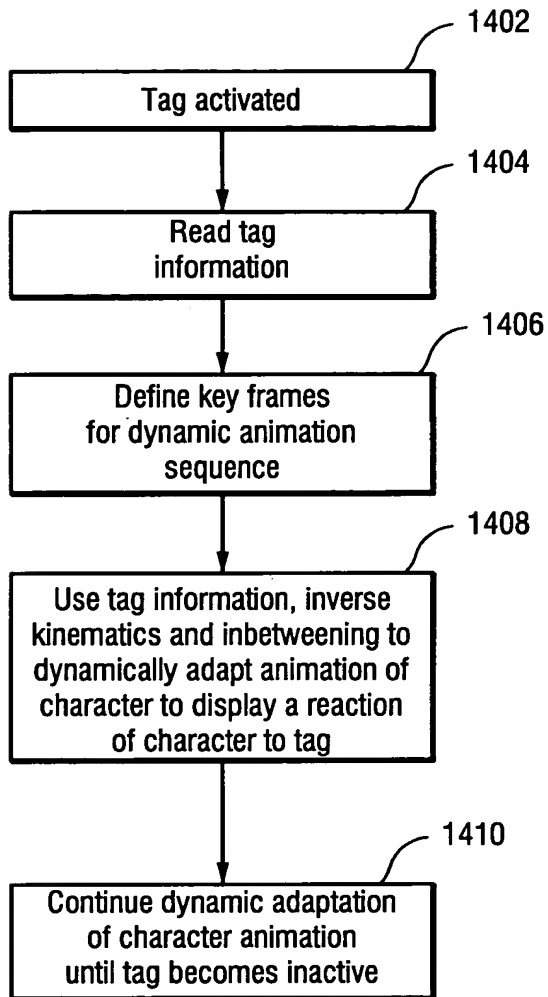 1402
Tag activated
1404
Read tag
information
1406
Define key frames
for dynamic animation
sequence
1408
Use tag information, inverse
kinematics and inbetweening to
dynamically adapt animation of
character to display a reaction
of character to tag
1410
Continue dynamic adaptation
of character animation
until tag becomes inactive